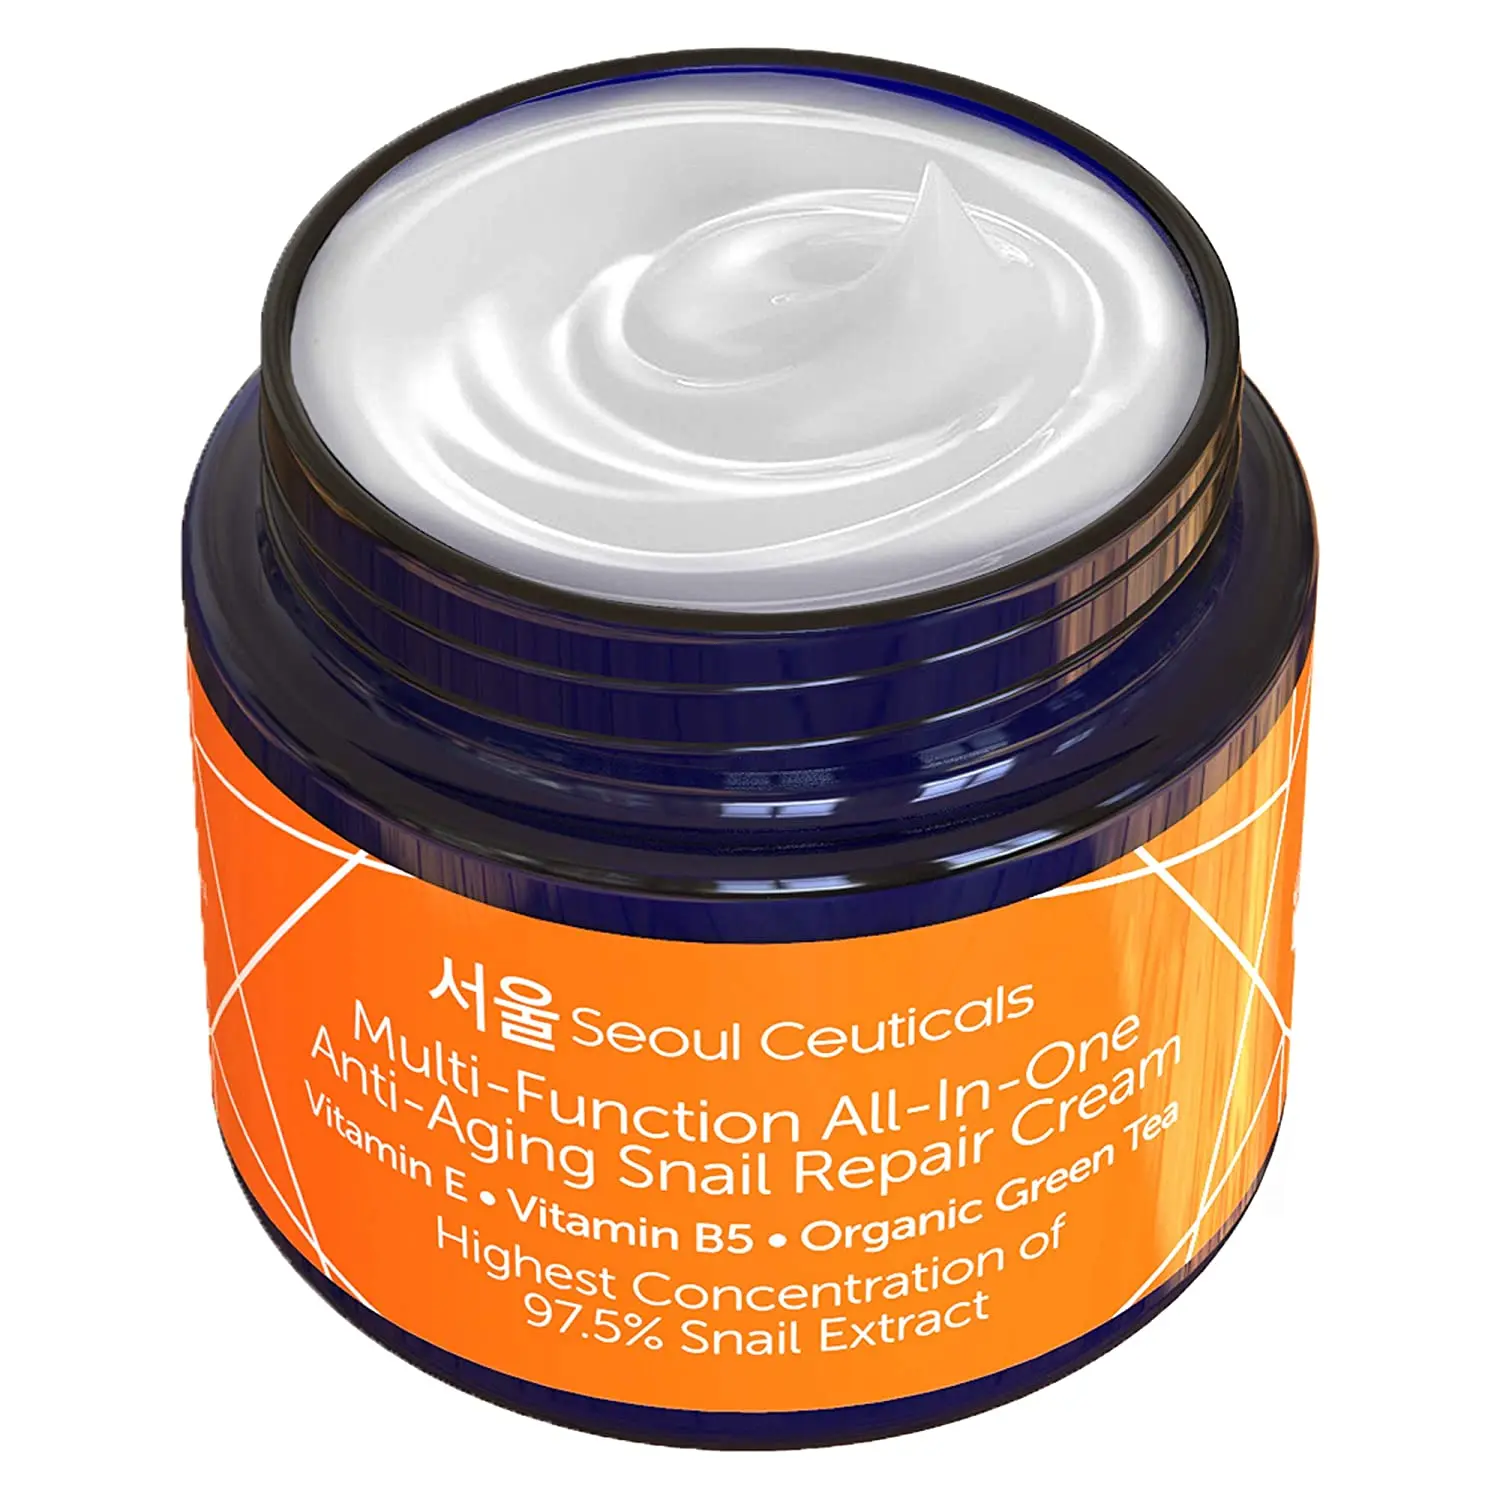 서울 Seoul Ceuticals
Multi-Function All-In-One
Anti-Aging Snail Repair Cream
Vitamin E • Vitamin B5 • Organic Green Tea
Highest Concentration of
97.5% Snail Extract